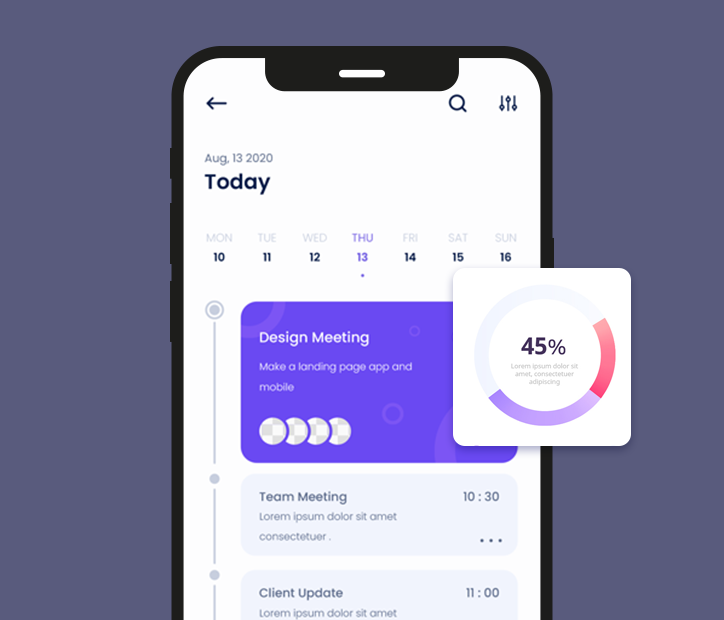 Aug, 13 2020
Today
MON TUE WED THU FRI SAT SUN
10 11 12 13 14 15 16
Design Meeting
Make a landing page app and
mobile
45%
Lorem ipsum dolor sit
amet, consectetuer
adipiscing
Team Meeting 10 : 30
Lorem ipsum dolor sit amet
consectetuer .
Client Update 11 : 00
Lorem ipsum dolor sit amet